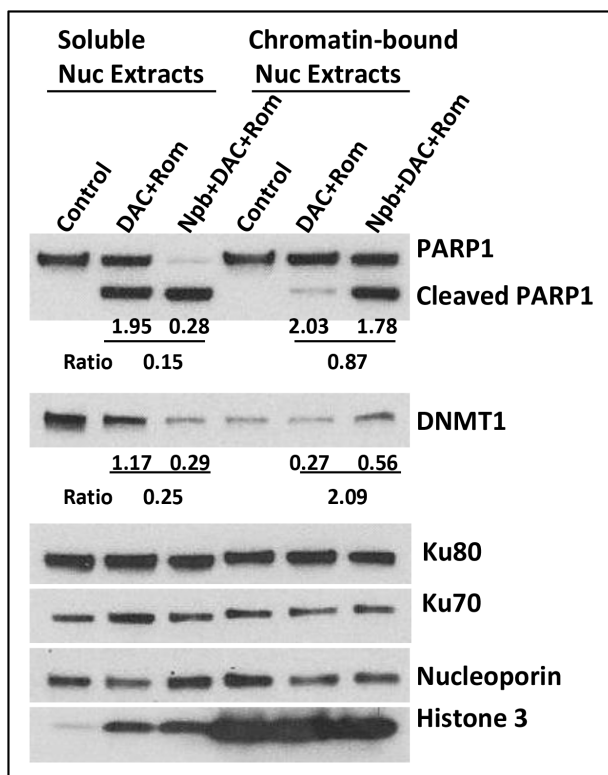 Soluble Chromatin-bound
Nuc Extracts Nuc Extracts
Control DAC+Rom Npb+DAC+Rom Control DAC+Rom Npb+DAC+Rom
PARP1
Cleaved PARP1
1.95 0.28 2.03 1.78
Ratio 0.15 0.87
DNMT1
1.17 0.29 0.27 0.56
Ratio 0.25 2.09
Ku80
Ku70
Nucleoporin
Histone 3